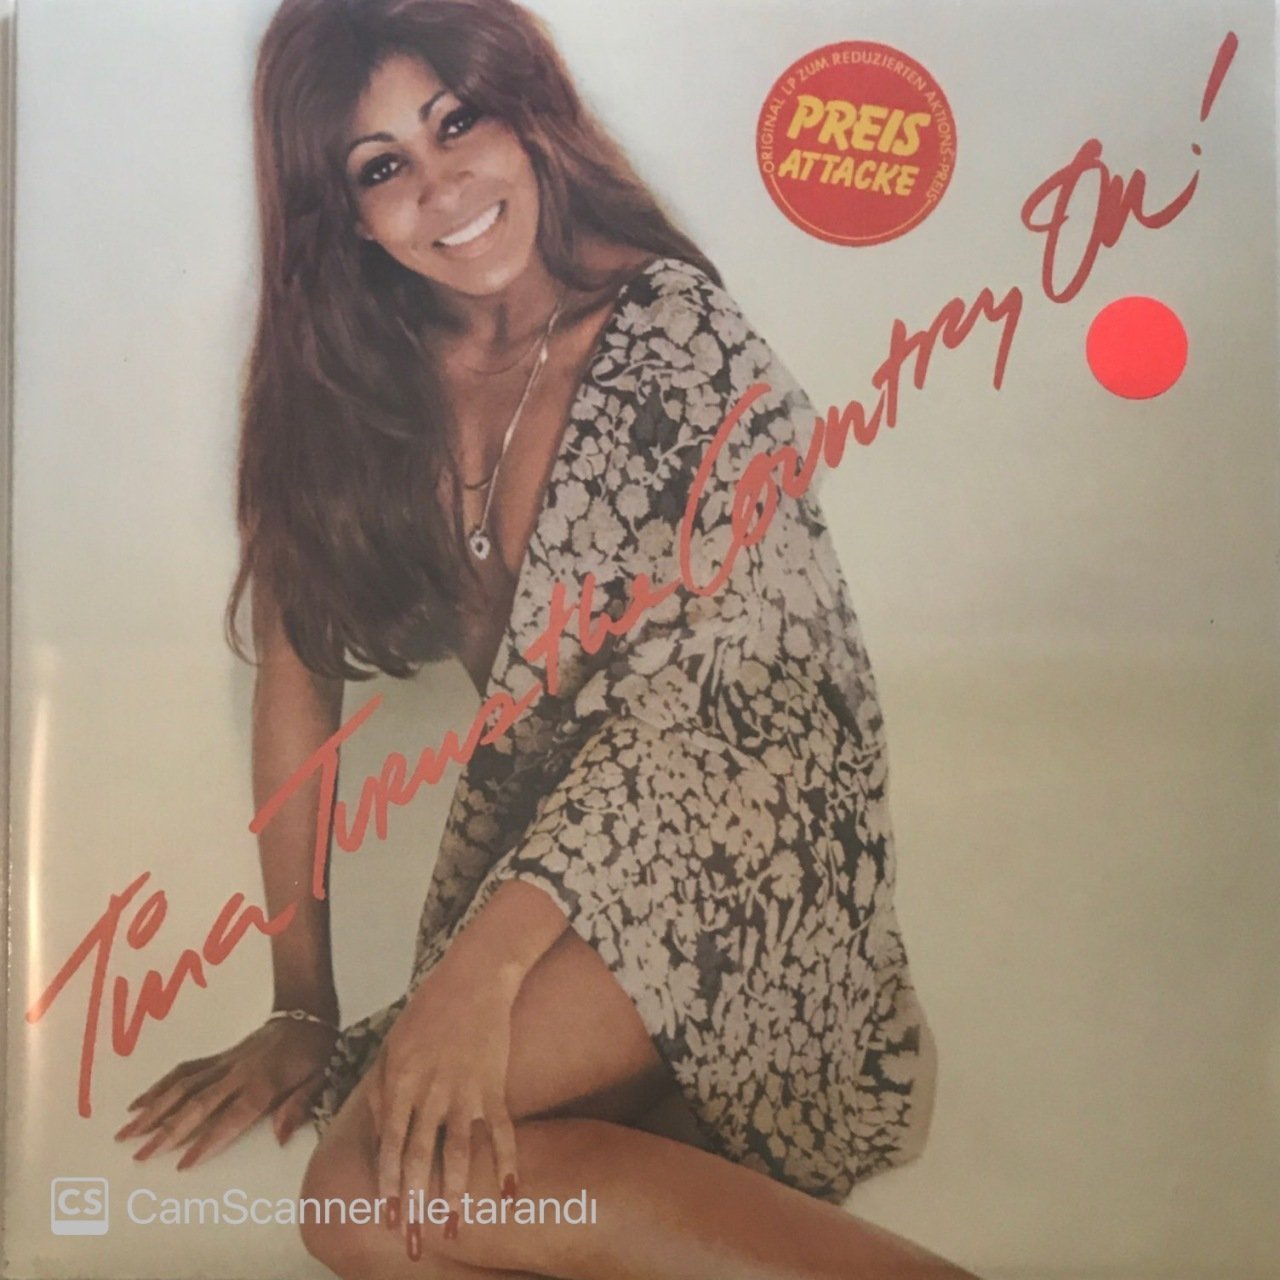 ORIGINAL LP ZUM REDUZIERTEN AKTIONS-PREIS
PREIS
ATTACKE
Tina Turns the Country On!
CS CamScanner ile tarandı